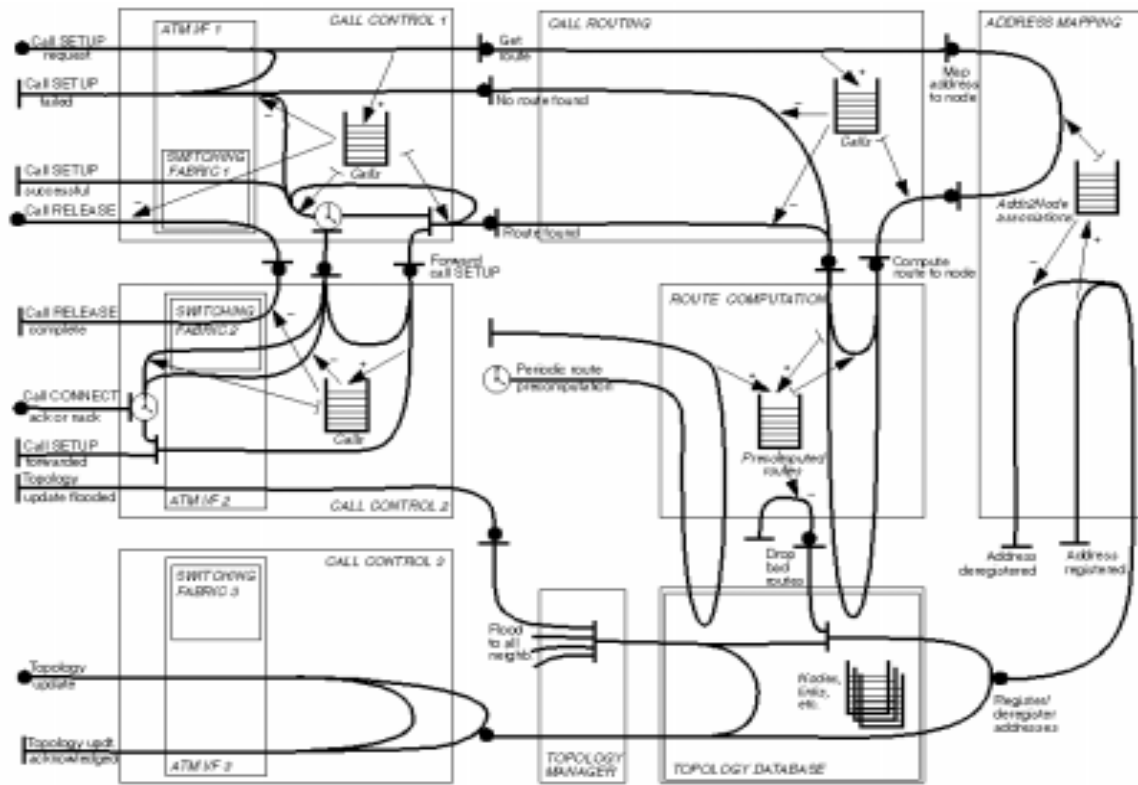 CALL CONTROL 1
CALL ROUTING
ADDRESS MAPPING
ATM I/F 1
Call SETUP
request
Get
route
Map
address
to node
Call SETUP
failed
No route found
Calls
Calls
SWITCHING
FABRIC 1
Call SETUP
successful
Call RELEASE
Addr2Node
associations
Route found
Forward
call SETUP
Compute
route to node
SWITCHING
FABRIC 2
ROUTE COMPUTATION
Call RELEASE
complete
Periodic route
precomputation
Call CONNECT
ack or nack
Calls
Call SETUP
forwarded
Precomputed
routes
Topology
update flooded
ATM I/F 2
CALL CONTROL 2
Drop
bad
routes
Address
deregistered
Address
registered
CALL CONTROL 3
SWITCHING
FABRIC 3
Flood
to all
neighb.
Topology
update
Nodes,
links,
etc.
Register/
deregister
addresses
Topology updt.
acknowledged
ATM I/F 3
TOPOLOGY
MANAGER
TOPOLOGY DATABASE